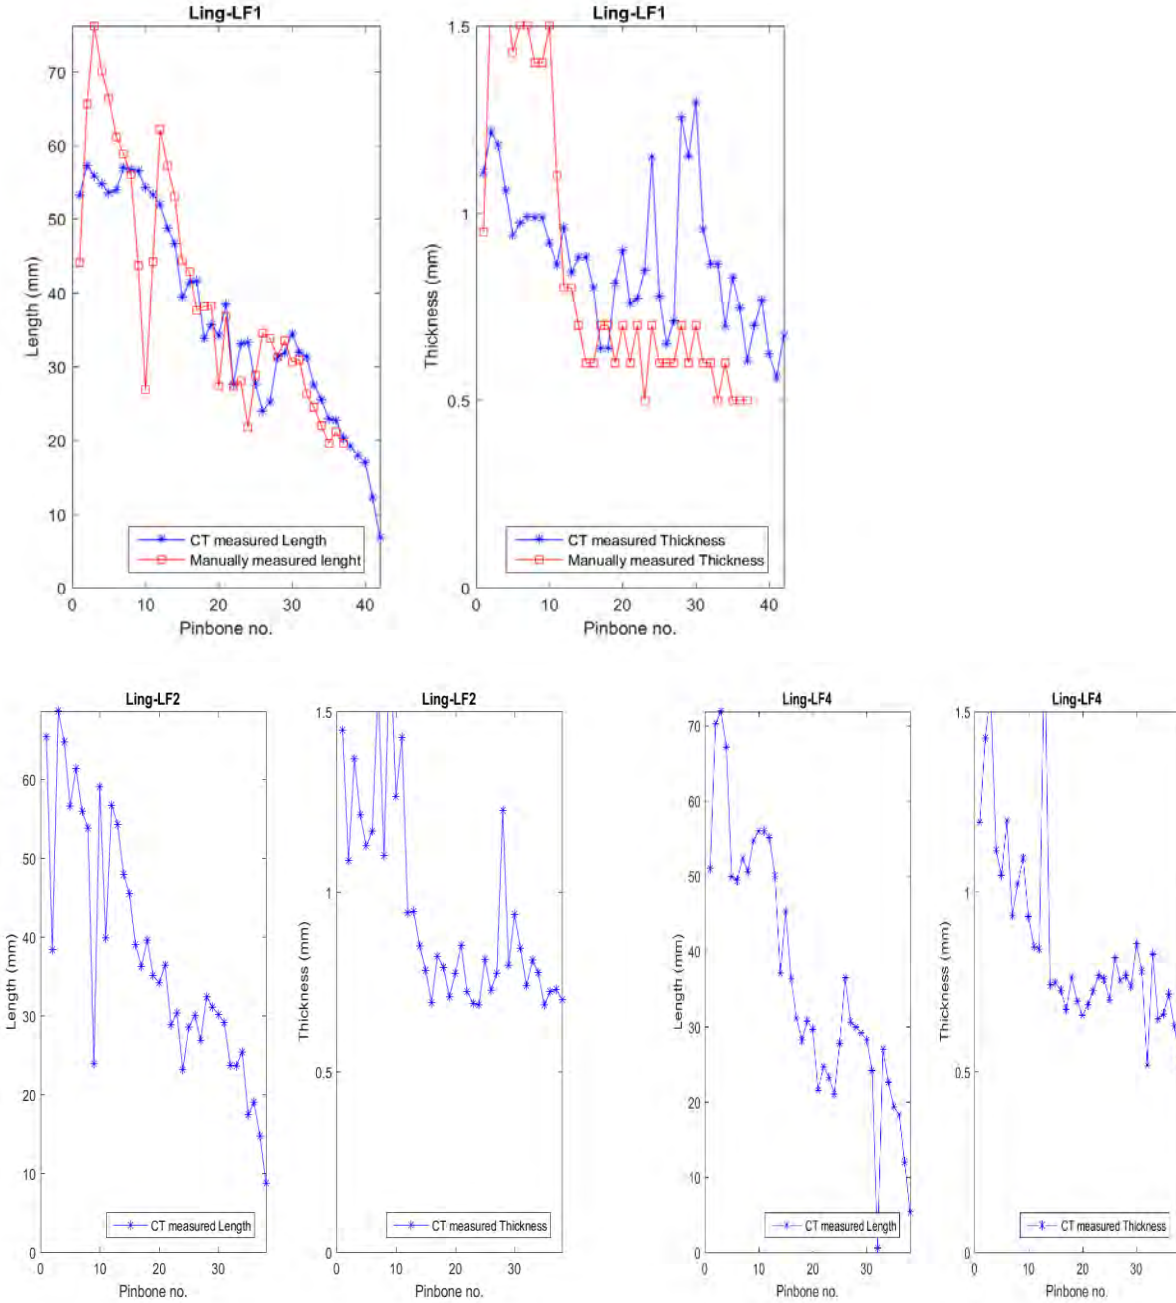 Ling-LF1
Length (mm)
70
60
50
40
30
20
10
0
CT measured Length
Manually measured lenght
0 10 20 30 40
Pinbone no.
Ling-LF1
Thickness (mm)
1.5
1
0.5
0
CT measured Thickness
Manually measured Thickness
0 10 20 30 40
Pinbone no.
Ling-LF2
Length (mm)
60
50
40
30
20
10
0
CT measured Length
0 10 20 30
Pinbone no.
Ling-LF2
Thickness (mm)
1.5
1
0.5
0
CT measured Thickness
0 10 20 30
Pinbone no.
Ling-LF4
Length (mm)
70
60
50
40
30
20
10
0
CT measured Length
0 10 20 30
Pinbone no.
Ling-LF4
Thickness (mm)
1.5
1
0.5
0
CT measured Thickness
0 10 20 30
Pinbone no.